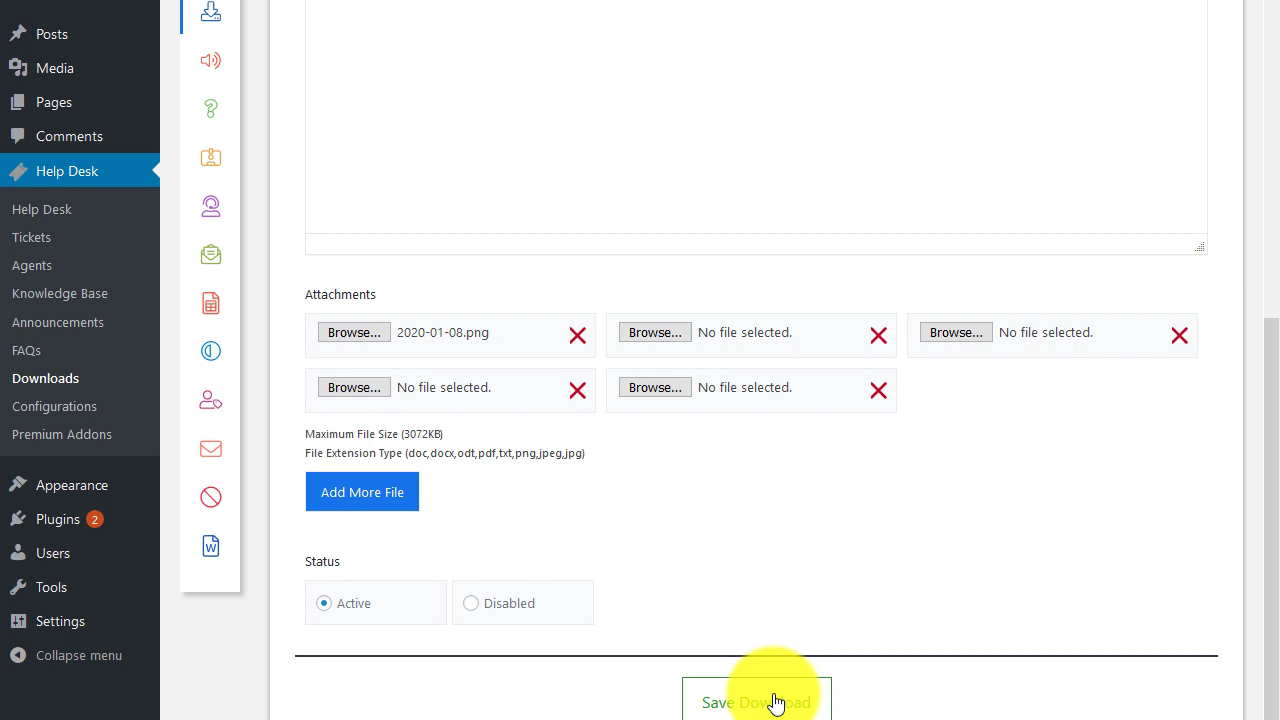 Posts
Media
Pages
Comments
Help Desk
Help Desk
Tickets
Agents
Knowledge Base
Announcements
FAQs
Downloads
Configurations
Premium Addons
Appearance
Plugins 2
Users
Tools
Settings
Collapse menu
W
Attachments
Browse... 2020-01-08.png
Browse... No file selected.
Browse... No file selected.
Browse... No file selected.
Browse... No file selected.
Maximum File Size (3072KB)
File Extension Type (doc,docx,odt,pdf,txt,png,jpeg,jpg)
Add More File
Status
Active
Disabled
Save Download